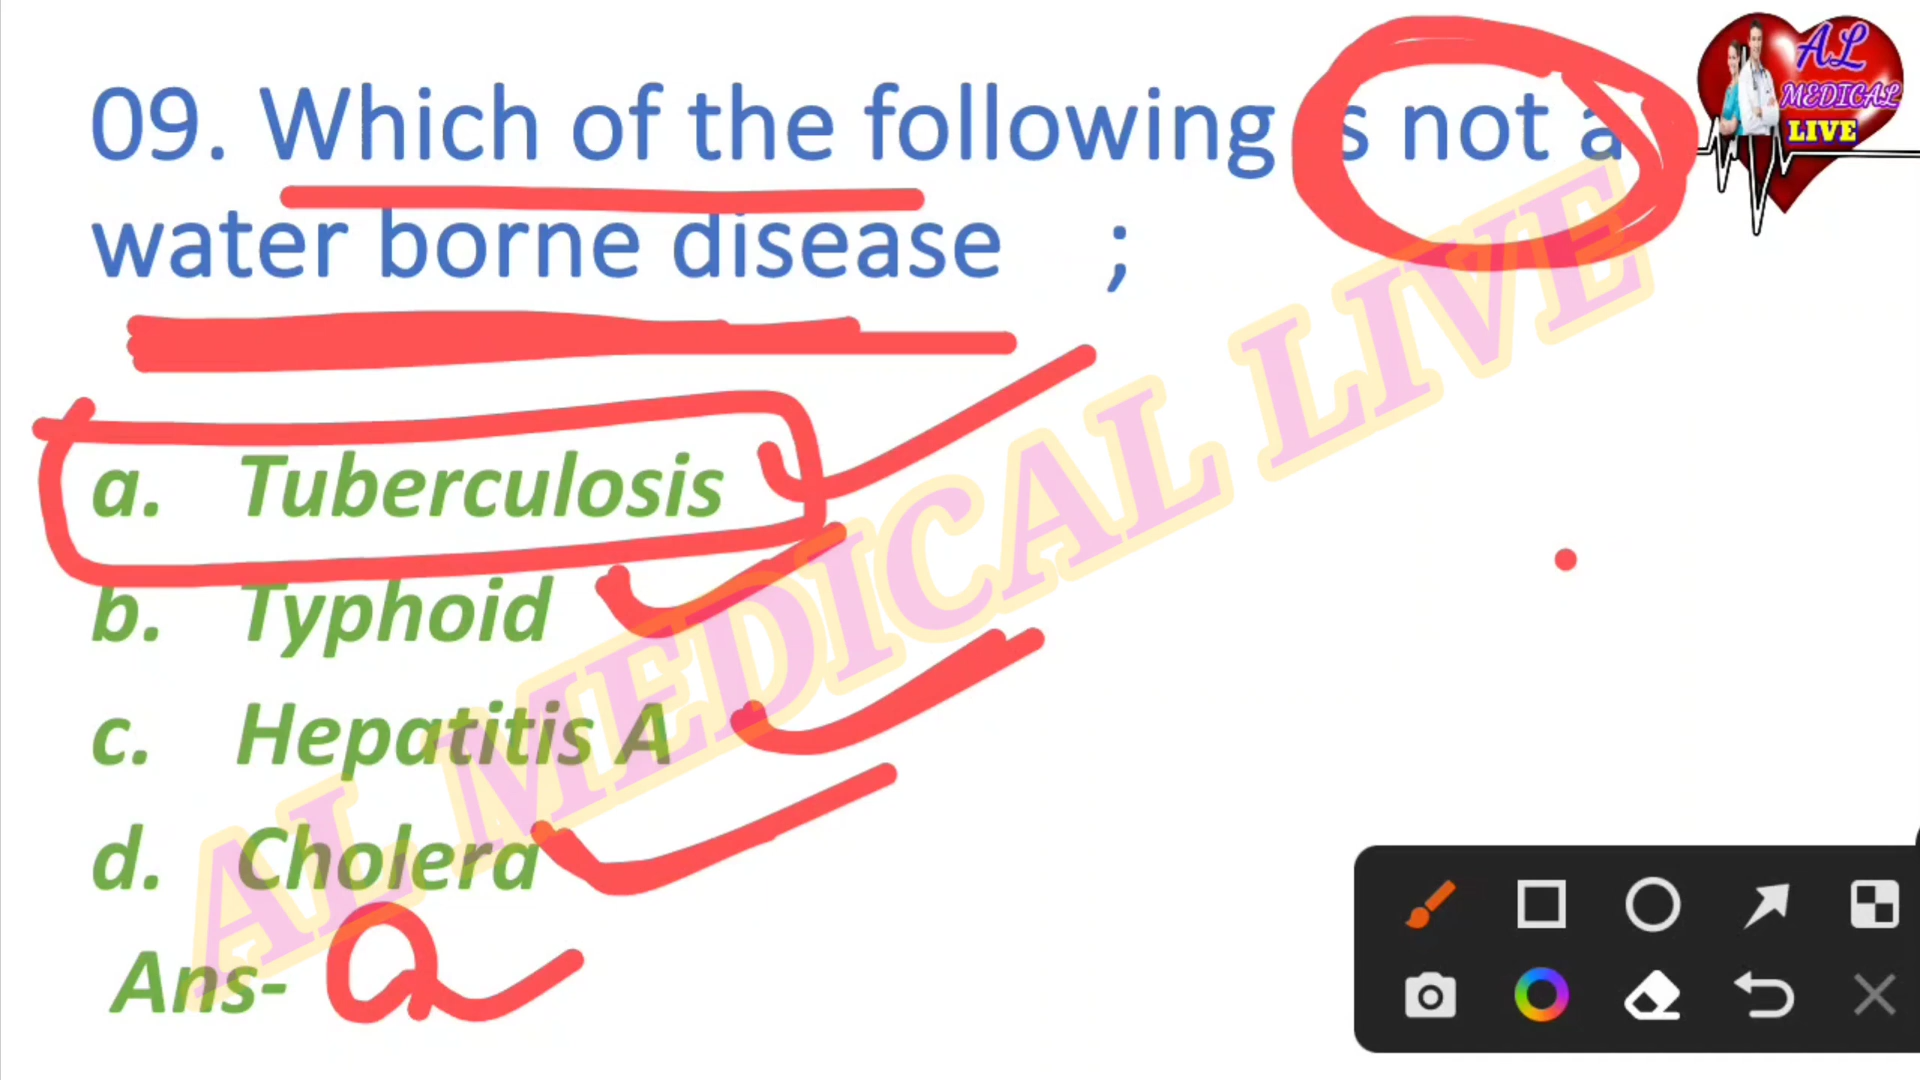 09. Which of the following is not a
water borne disease ;
a. Tuberculosis
b. Typhoid
c. Hepatitis A
d. Cholera
Ans- a
AL MEDICAL LIVE
AL
MEDICAL
LIVE